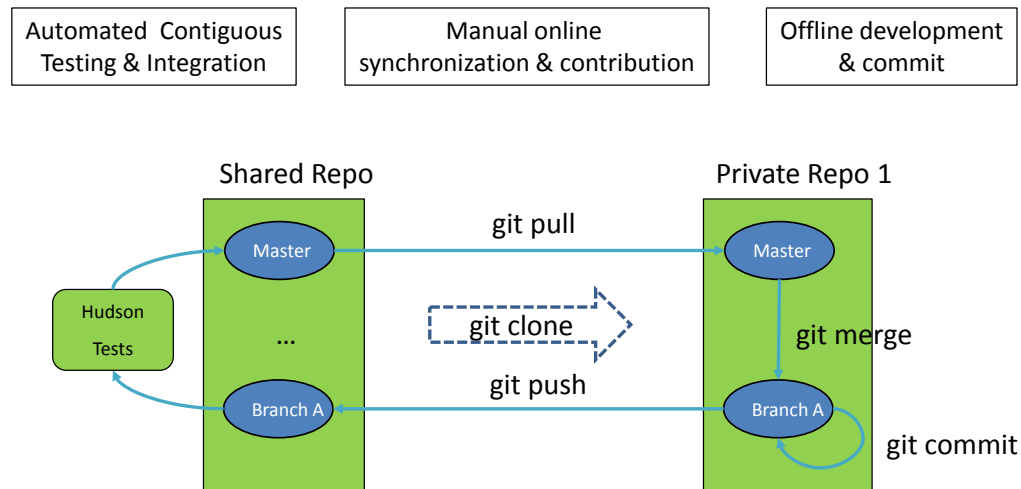 Automated Contiguous
Testing & Integration
Manual online
synchronization & contribution
Offline development
& commit
Shared Repo
Private Repo 1
git pull
Master
Master
Hudson
Tests
...
git clone
git merge
git push
Branch A
Branch A
git commit